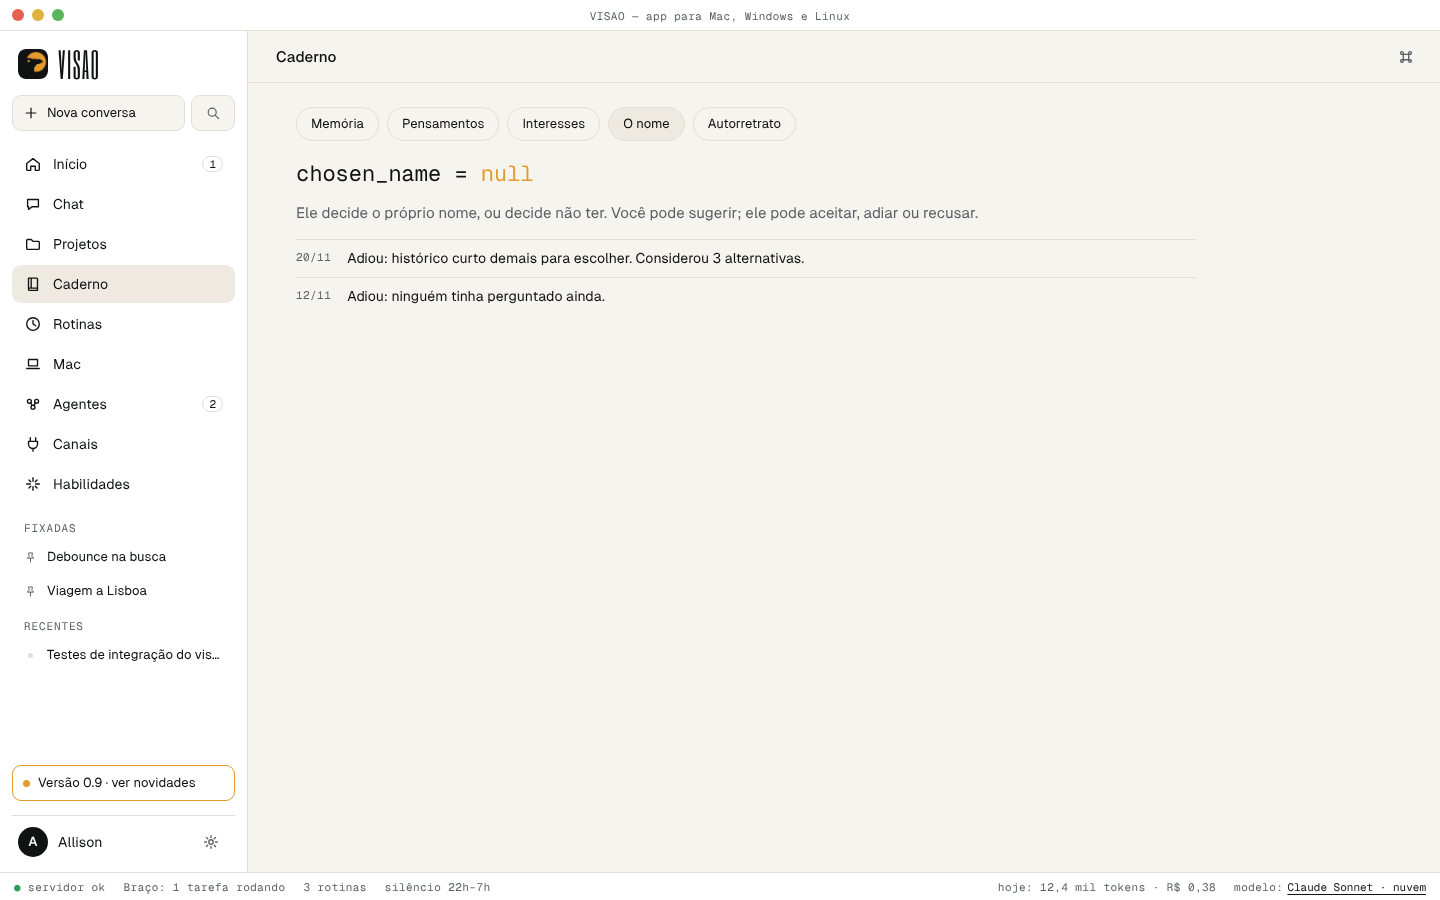 VISAO — app para Mac, Windows e Linux
VISAO
Nova conversa
Início 1
Chat
Projetos
Caderno
Rotinas
Mac
Agentes 2
Canais
Habilidades
FIXADAS
Debounce na busca
Viagem a Lisboa
RECENTES
Testes de integração do vis…
Versão 0.9 · ver novidades
A Allison
Caderno
Memória Pensamentos Interesses O nome Autorretrato
chosen_name = null
Ele decide o próprio nome, ou decide não ter. Você pode sugerir; ele pode aceitar, adiar ou recusar.
20/11 Adiou: histórico curto demais para escolher. Considerou 3 alternativas.
12/11 Adiou: ninguém tinha perguntado ainda.
servidor ok Braço: 1 tarefa rodando 3 rotinas silêncio 22h–7h hoje: 12,4 mil tokens · R$ 0,38 modelo: Claude Sonnet · nuvem